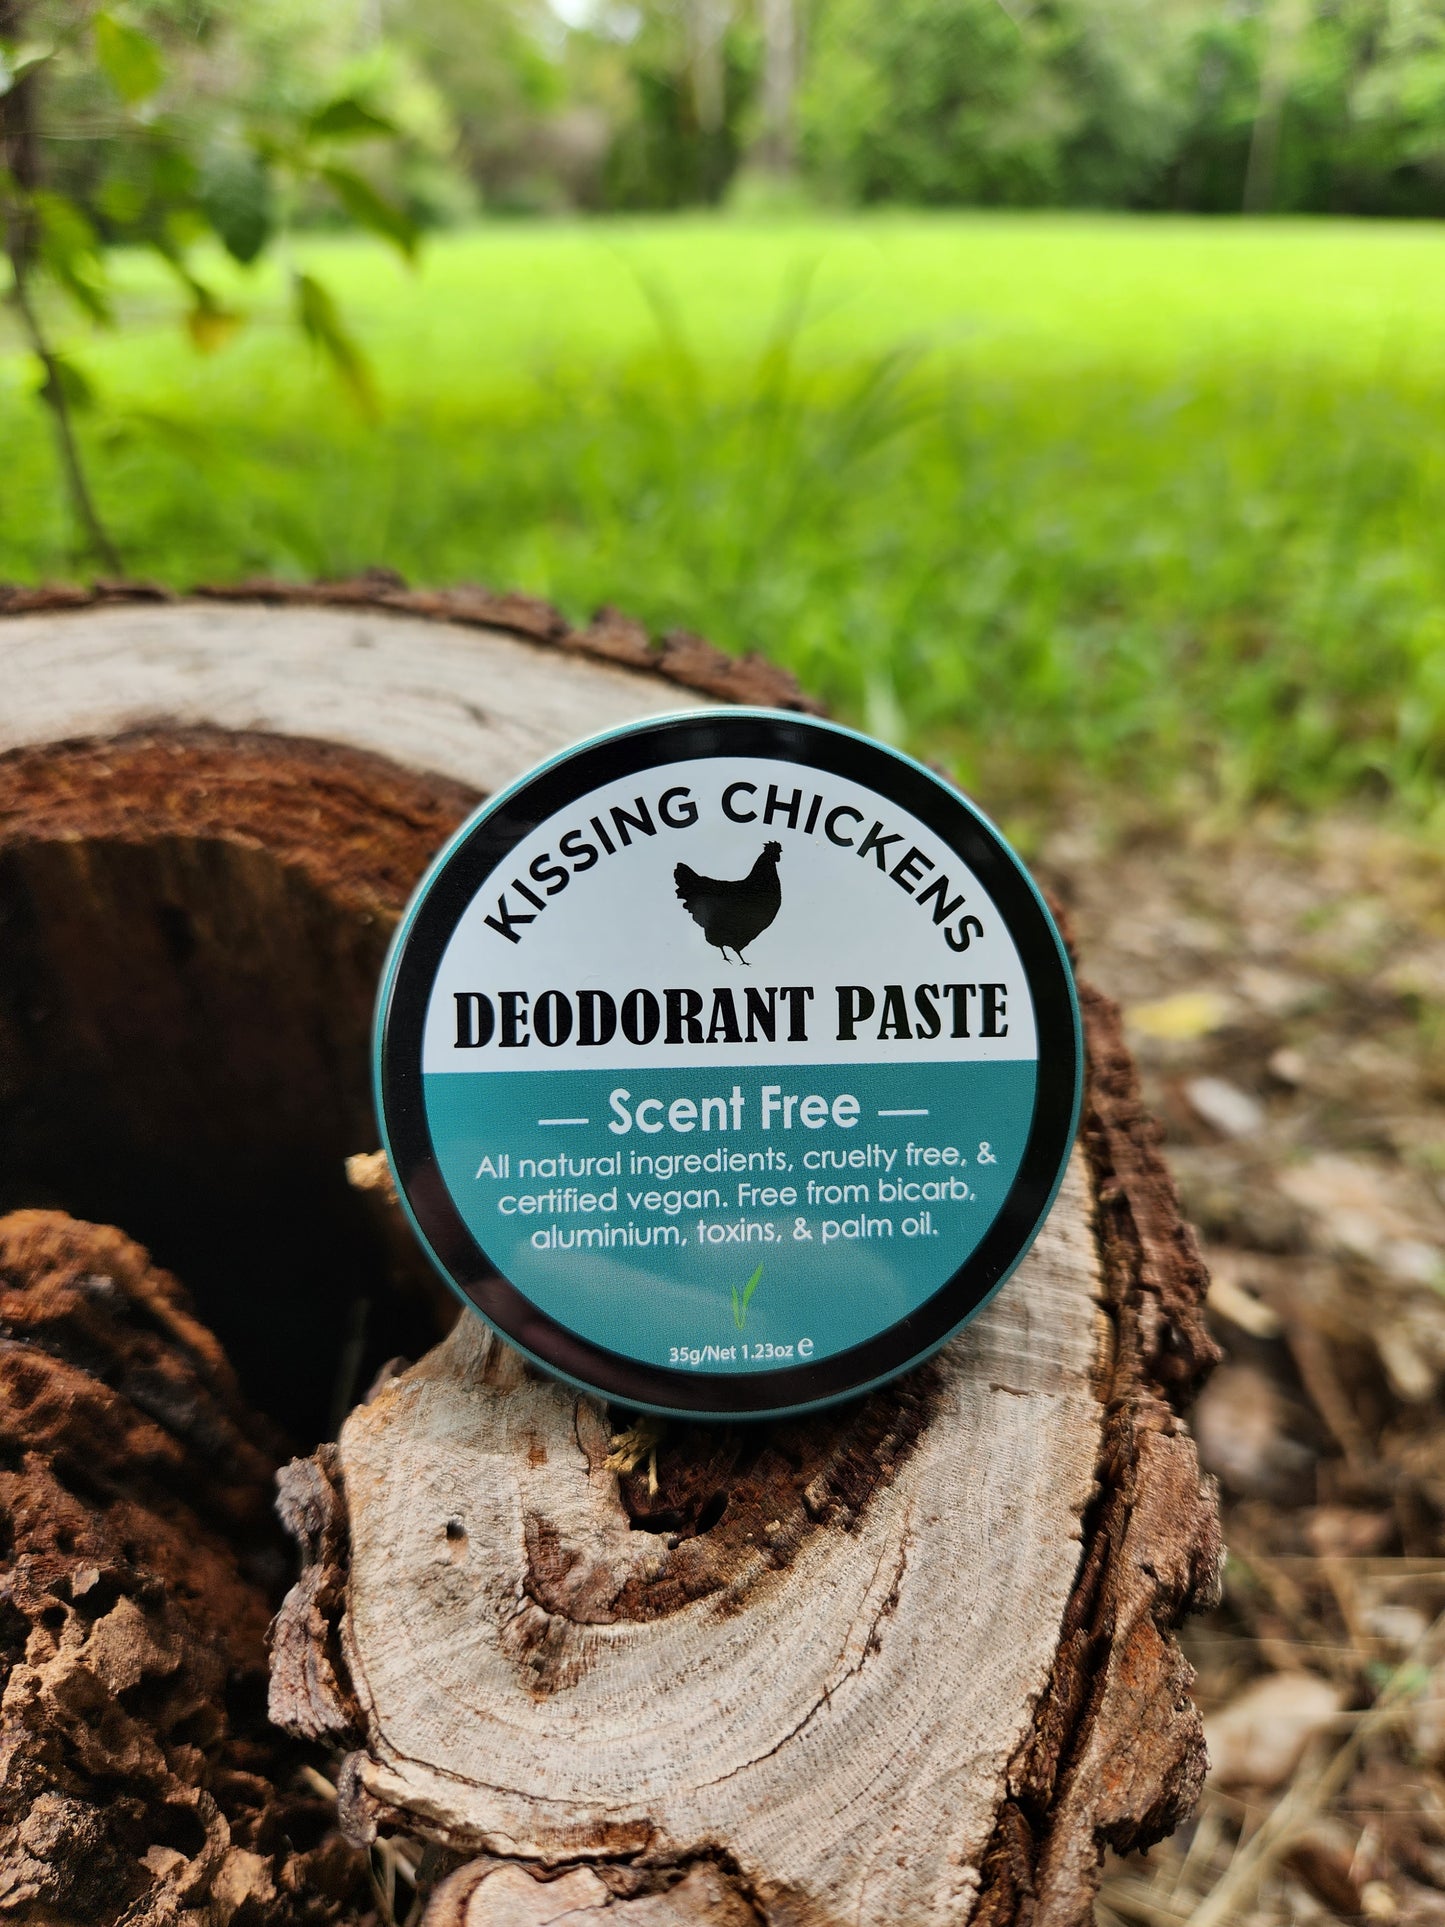 KISSING CHICKENS
DEODORANT PASTE
— Scent Free —
All natural ingredients, cruelty free, &
certified vegan. Free from bicarb,
aluminium, toxins, & palm oil.
35g/Net 1.23oz ℮